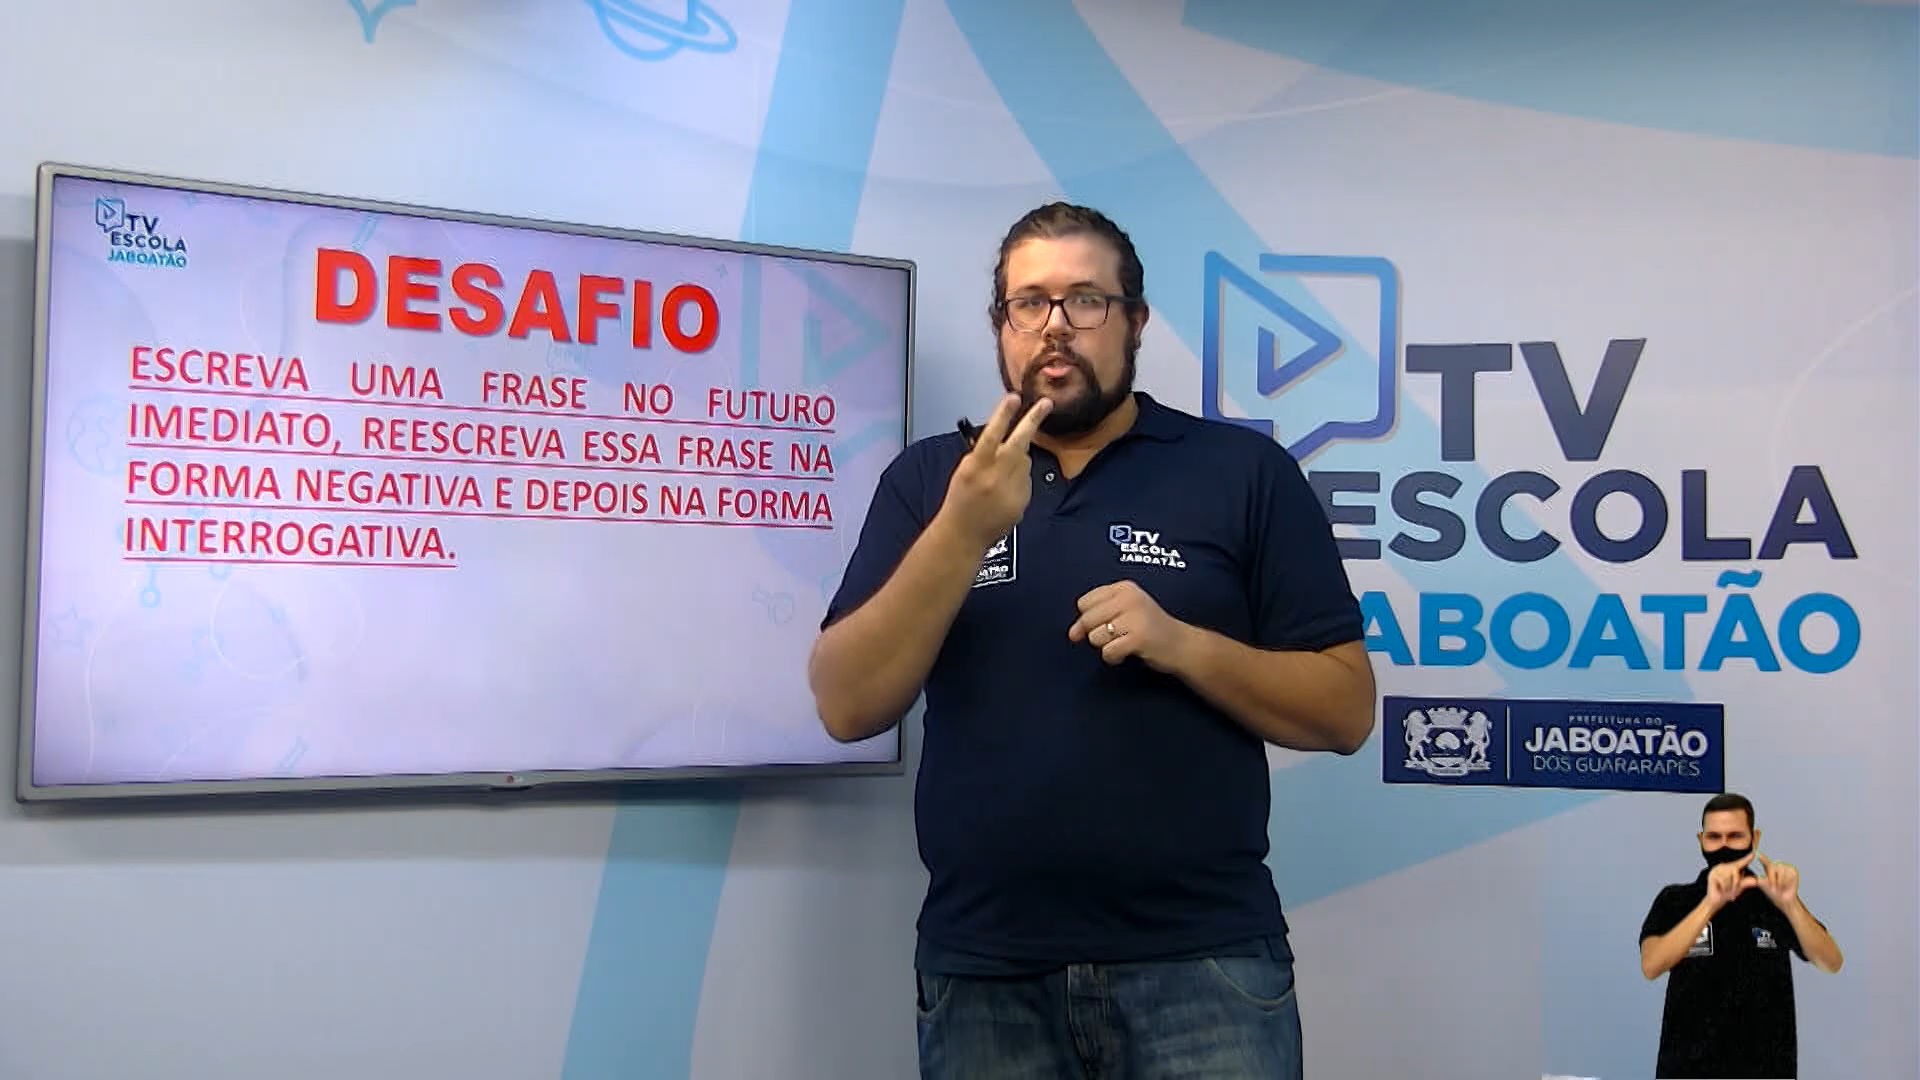 TV
ESCOLA
JABOATÃO
DESAFIO
ESCREVA UMA FRASE NO FUTURO
IMEDIATO, REESCREVA ESSA FRASE NA
FORMA NEGATIVA E DEPOIS NA FORMA
INTERROGATIVA.
LG
TV
ESCOLA
JABOATÃO
TV
ESCOLA
JABOATÃO
PREFEITURA DO
JABOATÃO
DOS GUARARAPES